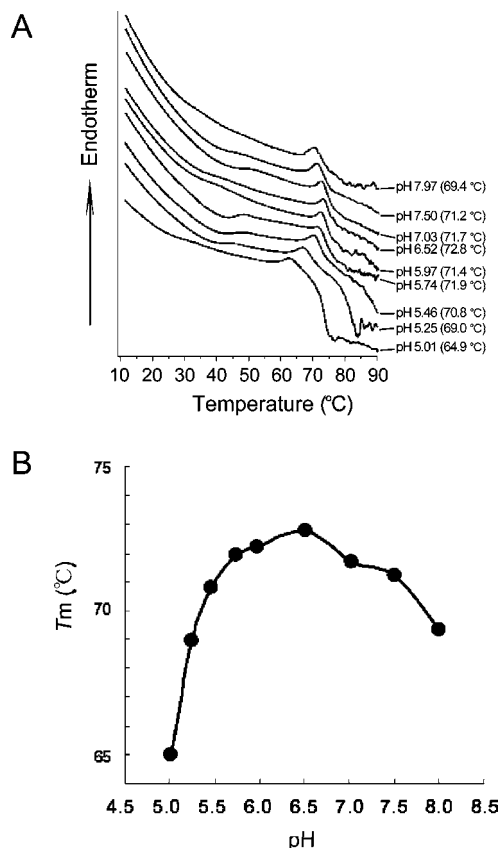 A
Endotherm
pH 7.97 (69.4 °C)
pH 7.50 (71.2 °C)
pH 7.03 (71.7 °C)
pH 6.52 (72.8 °C)
pH 5.97 (71.4 °C)
pH 5.74 (71.9 °C)
pH 5.46 (70.8 °C)
pH 5.25 (69.0 °C)
pH 5.01 (64.9 °C)
10 20 30 40 50 60 70 80 90
Temperature (°C)
B
75
70
65
Tm (°C)
4.5 5.0 5.5 6.0 6.5 7.0 7.5 8.0 8.5
pH